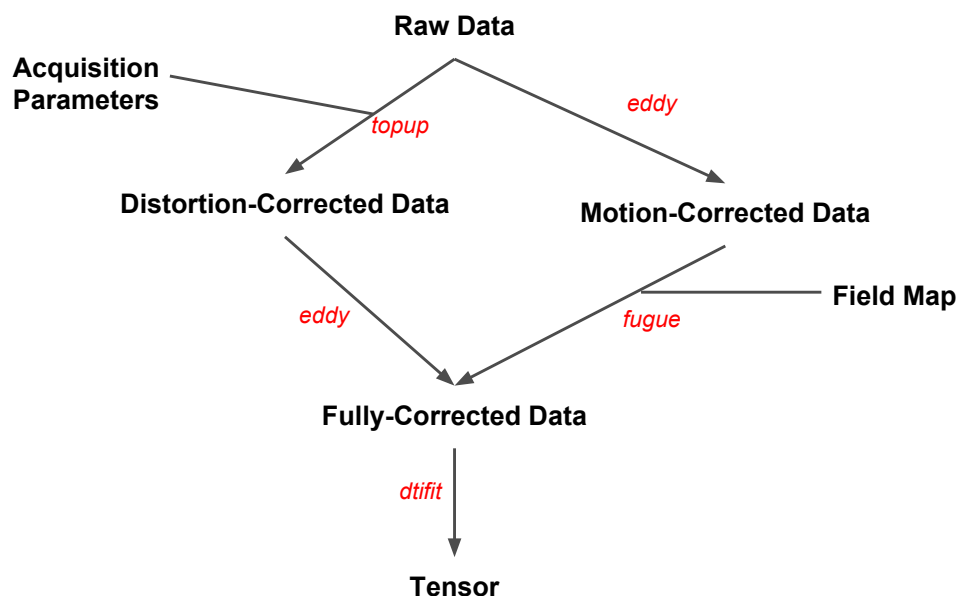 Raw Data
Acquisition
Parameters
eddy
topup
Distortion-Corrected Data
Motion-Corrected Data
Field Map
eddy
fugue
Fully-Corrected Data
dtifit
Tensor